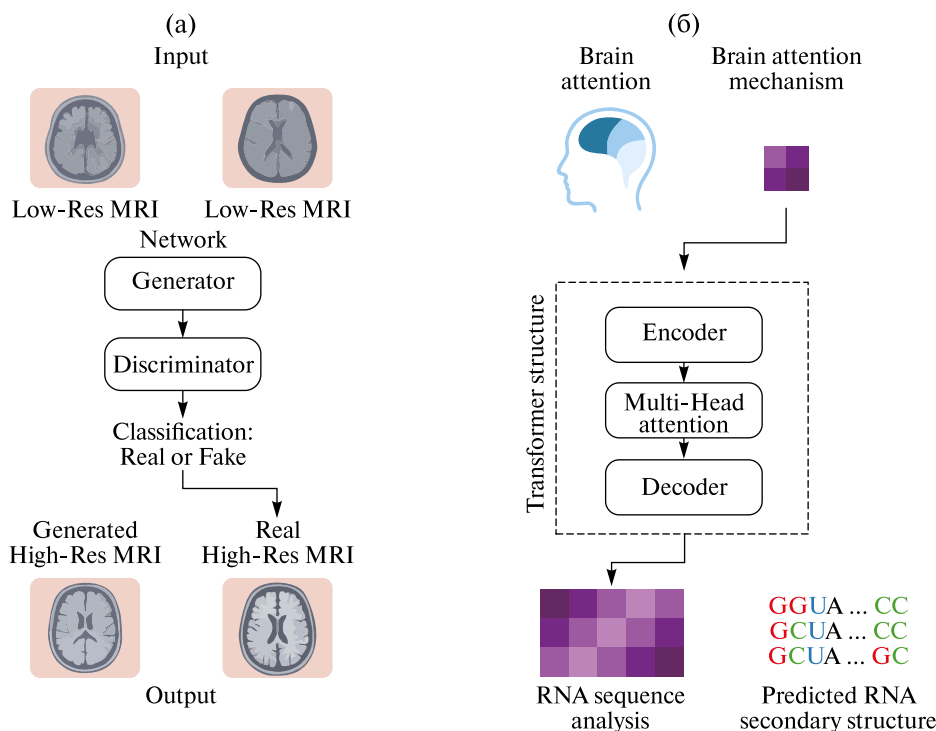 (а)
Input
Low-Res MRI
Low-Res MRI
Network
Generator
Discriminator
Classification:
Real or Fake
Generated
High-Res MRI
Real
High-Res MRI
Output
(б)
Brain
attention
Brain attention
mechanism
Transformer structure
Encoder
Multi-Head
attention
Decoder
RNA sequence
analysis
GGUA ... CC
GCUA ... CC
GCUA ... GC
Predicted RNA
secondary structure